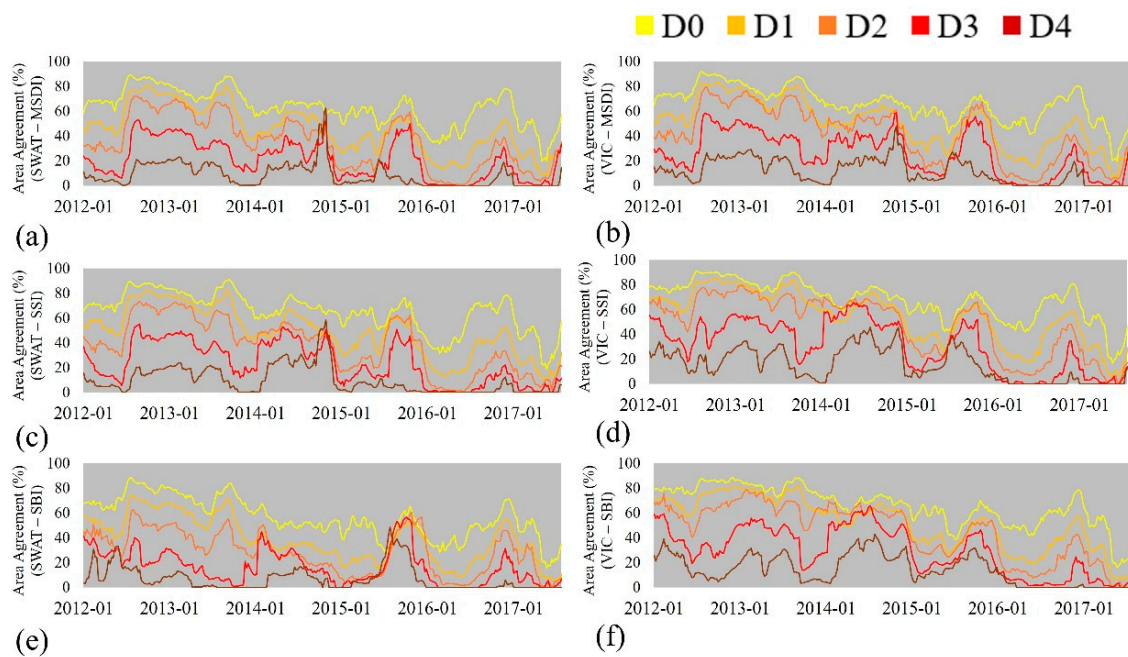 D0 D1 D2 D3 D4
Area Agreement (%)
(SWAT – MSDI)
100
80
60
40
20
0
2012-01 2013-01 2014-01 2015-01 2016-01 2017-01
(a)
Area Agreement (%)
(VIC – MSDI)
100
80
60
40
20
0
2012-01 2013-01 2014-01 2015-01 2016-01 2017-01
(b)
Area Agreement (%)
(SWAT – SSI)
100
80
60
40
20
0
2012-01 2013-01 2014-01 2015-01 2016-01 2017-01
(c)
Area Agreement (%)
(VIC – SSI)
100
80
60
40
20
0
2012-01 2013-01 2014-01 2015-01 2016-01 2017-01
(d)
Area Agreement (%)
(SWAT – SBI)
100
80
60
40
20
0
2012-01 2013-01 2014-01 2015-01 2016-01 2017-01
(e)
Area Agreement (%)
(VIC – SBI)
100
80
60
40
20
0
2012-01 2013-01 2014-01 2015-01 2016-01 2017-01
(f)